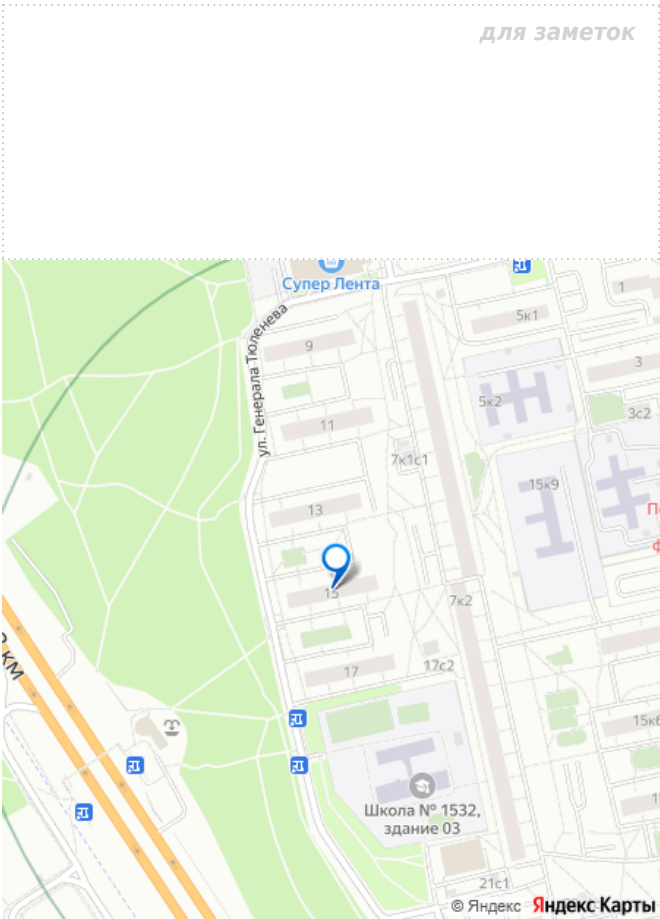 для заметок
Супер Лента
ул. Генерала Тюленева
1
5к1
9
3
5к2
3с2
11
7к1с1
15к9
13
15
7к2
17
17с2
км
15к6
Школа № 1532,
здание 03
21с1
© Яндекс Яндекс Карты